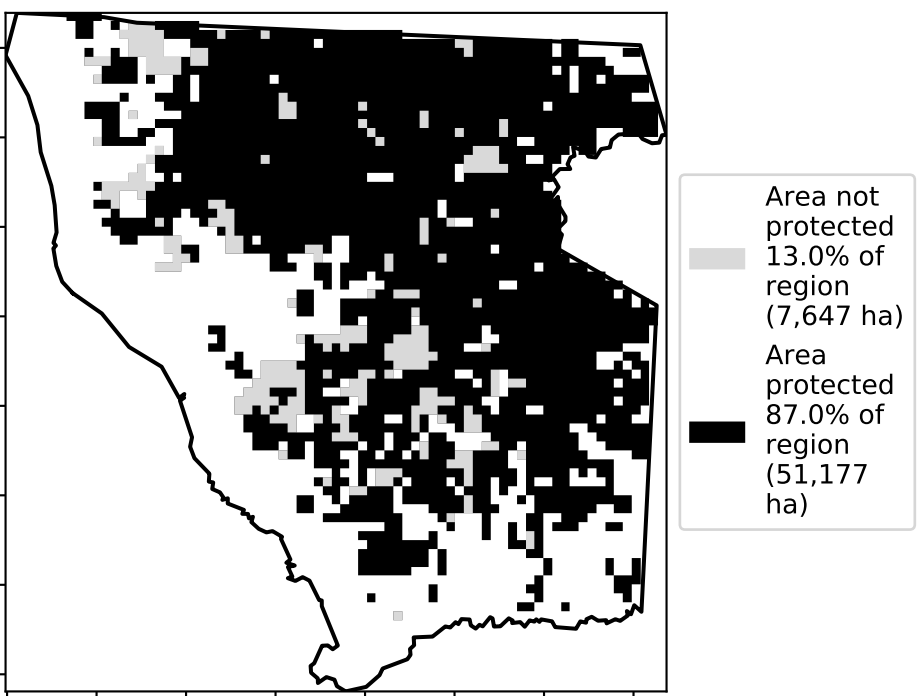 Area not
protected
13.0% of
region
(7,647 ha)
Area
protected
87.0% of
region
(51,177
ha)